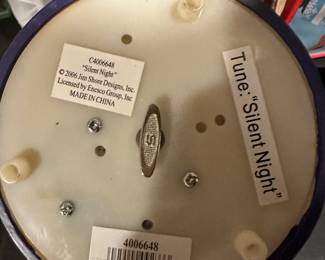 C4006648
"Silent Night"
© 2006 Jim Shore Designs, Inc.
Licensed by Enesco Group, Inc
MADE IN CHINA
Tune: "Silent Night"
4006648